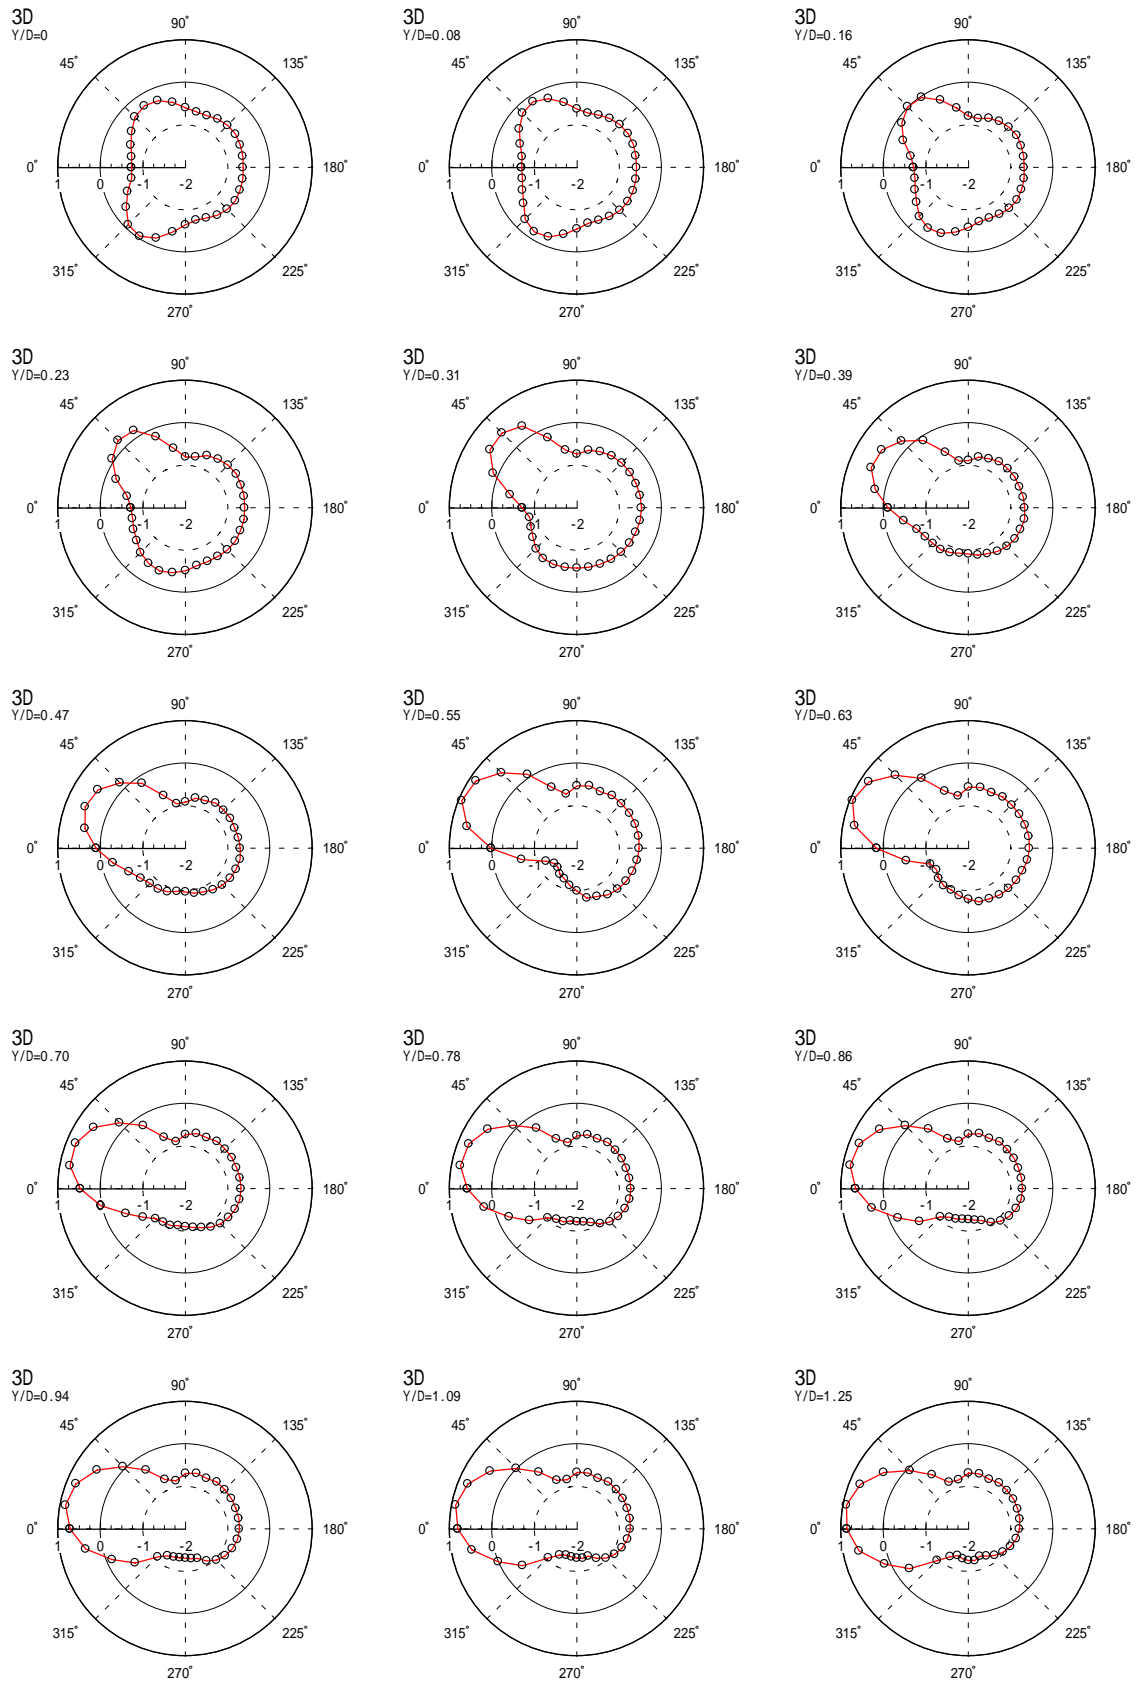 3D 3D 3D
Y/D=0 Y/D=0.08 Y/D=0.16
90° 90° 90°
45° 135° 45° 135° 45° 135°
0° 180° 0° 180° 0° 180°
1 0 -1 -2 1 0 -1 -2 1 0 -1 -2
315° 225° 315° 225° 315° 225°
270° 270° 270°
3D 3D 3D
Y/D=0.23 Y/D=0.31 Y/D=0.39
90° 90° 90°
45° 135° 45° 135° 45° 135°
0° 180° 0° 180° 0° 180°
1 0 -1 -2 1 0 -1 -2 1 0 -1 -2
315° 225° 315° 225° 315° 225°
270° 270° 270°
3D 3D 3D
Y/D=0.47 Y/D=0.55 Y/D=0.63
90° 90° 90°
45° 135° 45° 135° 45° 135°
0° 180° 0° 180° 0° 180°
1 0 -1 -2 1 0 -1 -2 1 0 -1 -2
315° 225° 315° 225° 315° 225°
270° 270° 270°
3D 3D 3D
Y/D=0.70 Y/D=0.78 Y/D=0.86
90° 90° 90°
45° 135° 45° 135° 45° 135°
0° 180° 0° 180° 0° 180°
1 0 -1 -2 1 0 -1 -2 1 0 -1 -2
315° 225° 315° 225° 315° 225°
270° 270° 270°
3D 3D 3D
Y/D=0.94 Y/D=1.09 Y/D=1.25
90° 90° 90°
45° 135° 45° 135° 45° 135°
0° 180° 0° 180° 0° 180°
1 0 -1 -2 1 0 -1 -2 1 0 -1 -2
315° 225° 315° 225° 315° 225°
270° 270° 270°